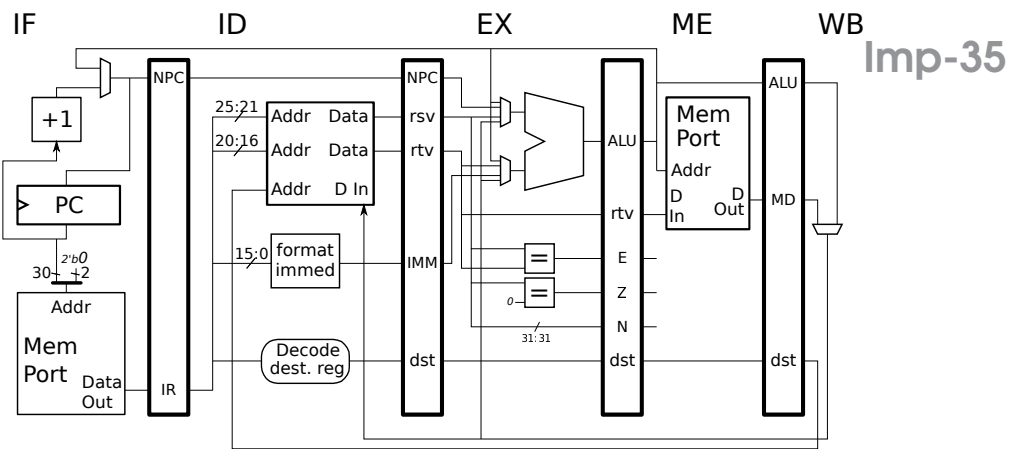 IF ID EX ME WB
Imp-35
NPC NPC ALU
+1
25:21 Addr Data rsv
Mem
Port
20:16 Addr Data rtv ALU
Addr
PC
Addr D In
D
In
D
Out
MD
rtv
2'b0
30 2
15:0 format
immed
IMM
E
Addr
0
Z
31:31
N
Mem
Port
Decode
dest. reg
dst dst dst
Data
Out
IR
= 
=